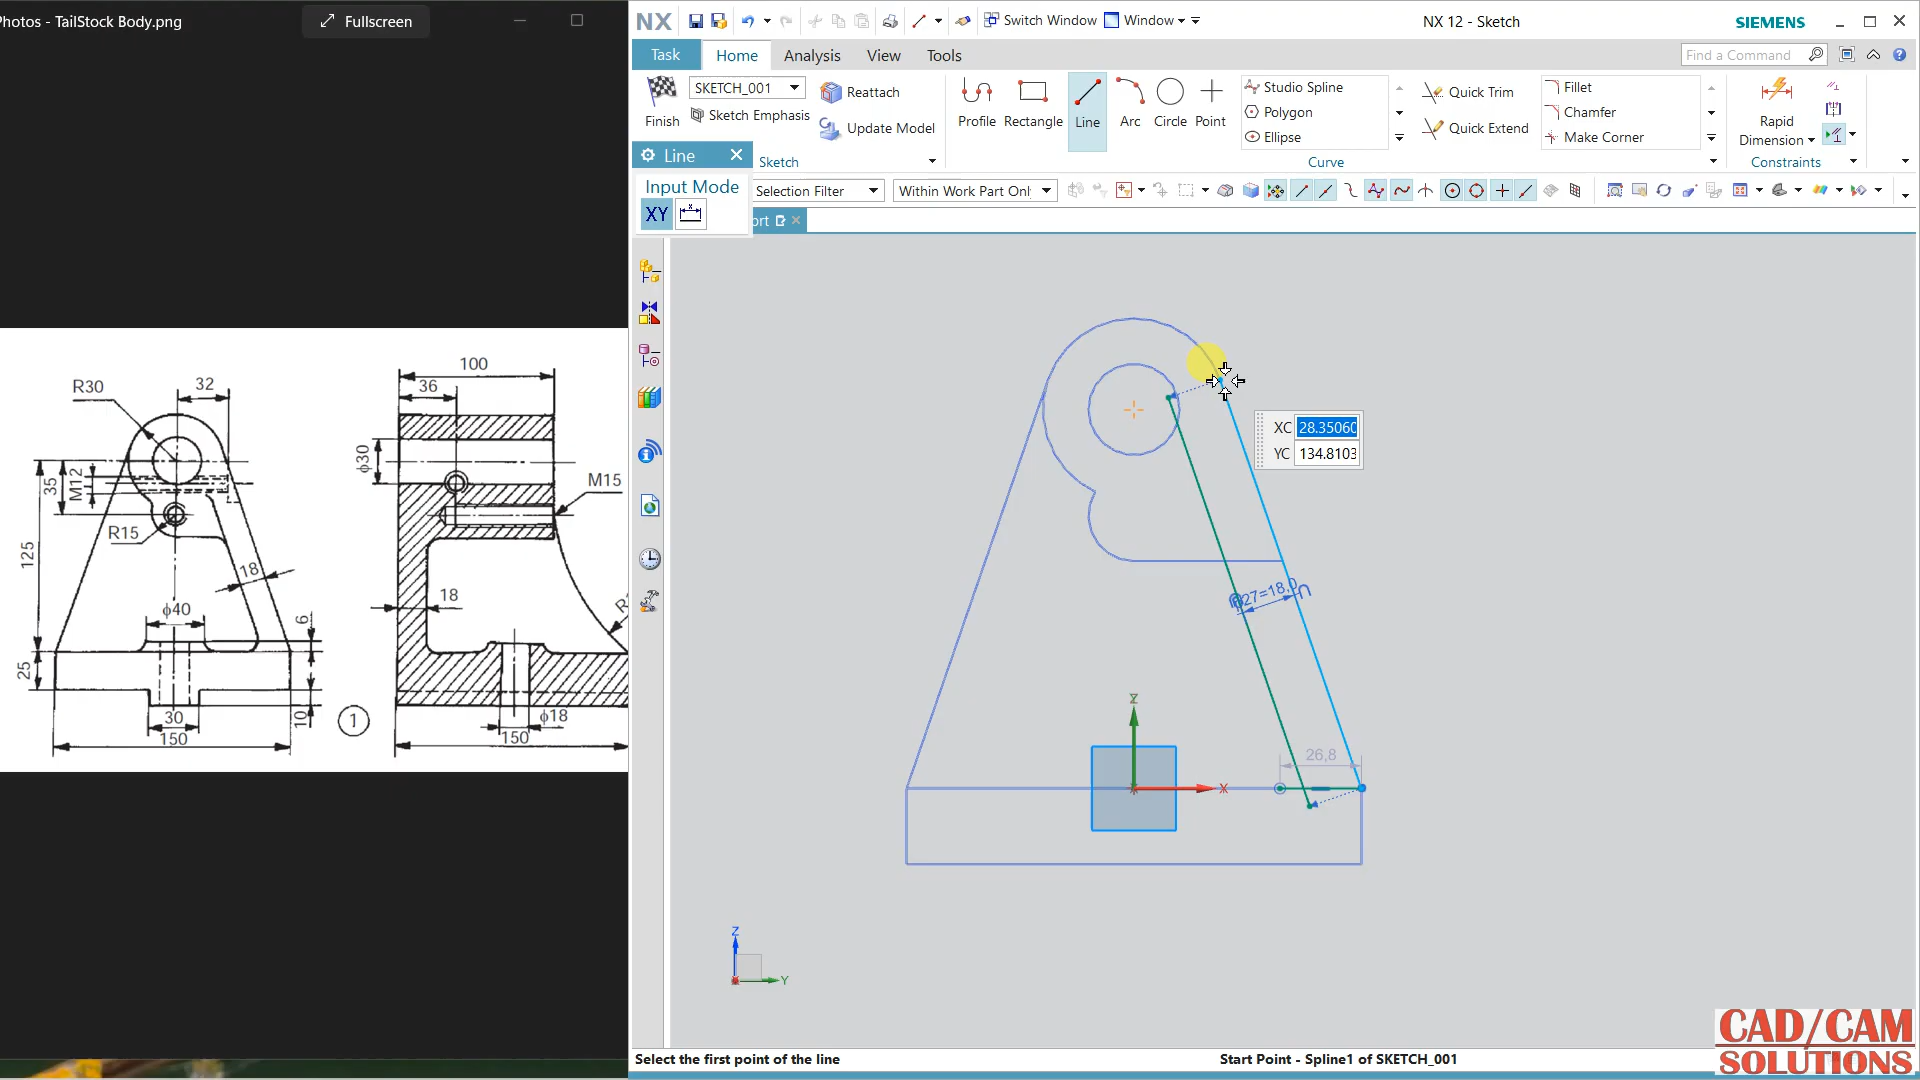 Photos - TailStock Body.png
Fullscreen
NX
Switch Window
Window
NX 12 - Sketch
SIEMENS
Task
Home
Analysis
View
Tools
Find a Command
SKETCH_001
Finish
Sketch Emphasis
Reattach
Update Model
Profile
Rectangle
Line
Arc
Circle
Point
Studio Spline
Polygon
Ellipse
Quick Trim
Quick Extend
Fillet
Chamfer
Make Corner
Rapid
Dimension
Sketch
Curve
Constraints
Line
Input Mode
XY
Selection Filter
Within Work Part Onl
ort
XC 28.35060
YC 134.8103
=18,0
26,8
Z
X
Z
Y
R30
32
35
M12
R15
125
18
ϕ40
6
25
30
10
150
1
100
36
ϕ30
M15
18
R
ϕ18
150
Select the first point of the line
Start Point - Spline1 of SKETCH_001
CAD/CAM
SOLUTIONS